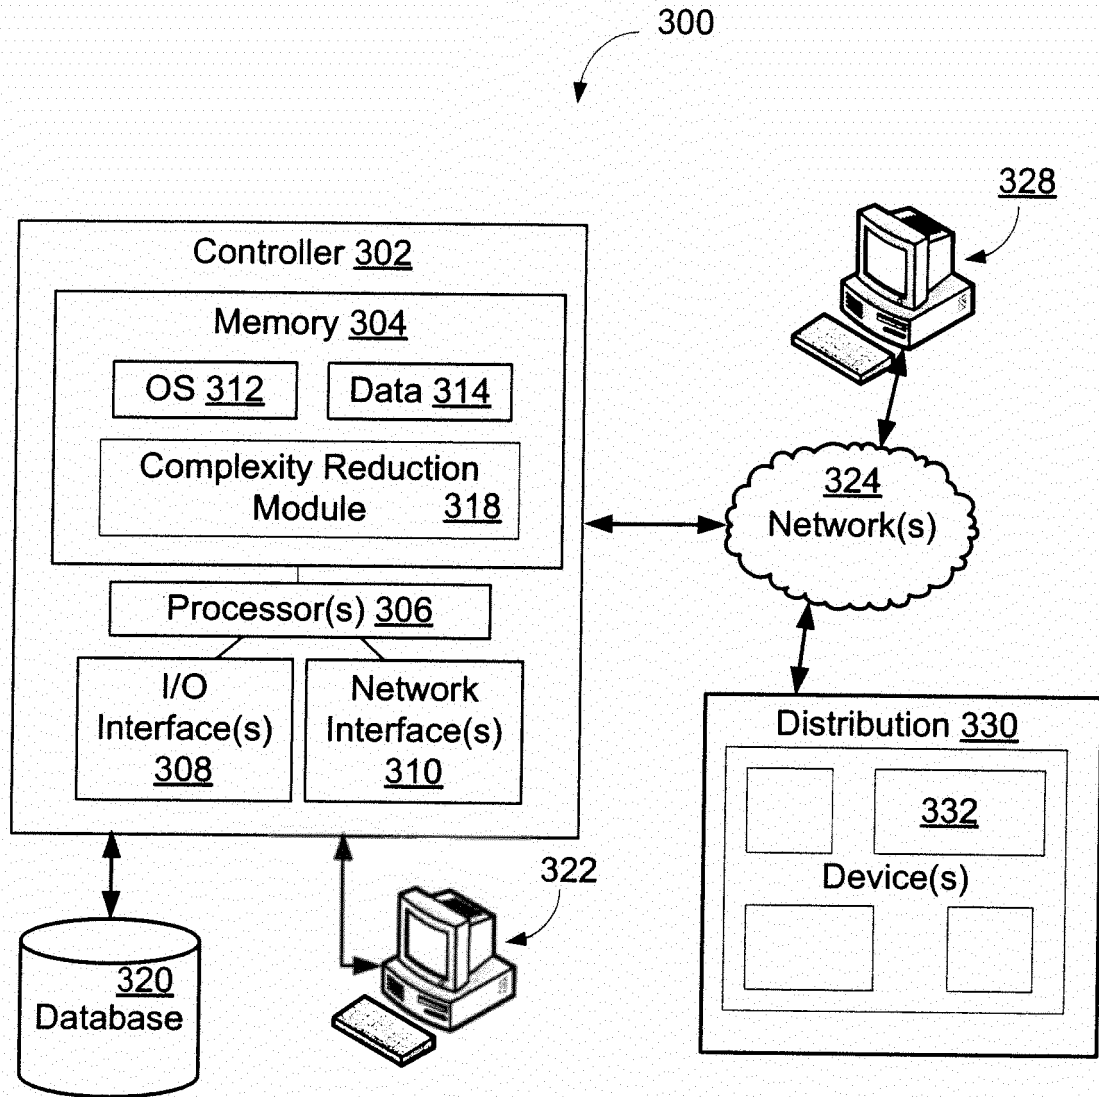 300
328
Controller 302
Memory 304
OS 312
Data 314
Complexity Reduction
Module 318
324
Network(s)
Processor(s) 306
I/O
Interface(s)
308
Network
Interface(s)
310
Distribution 330
332
Device(s)
322
320
Database